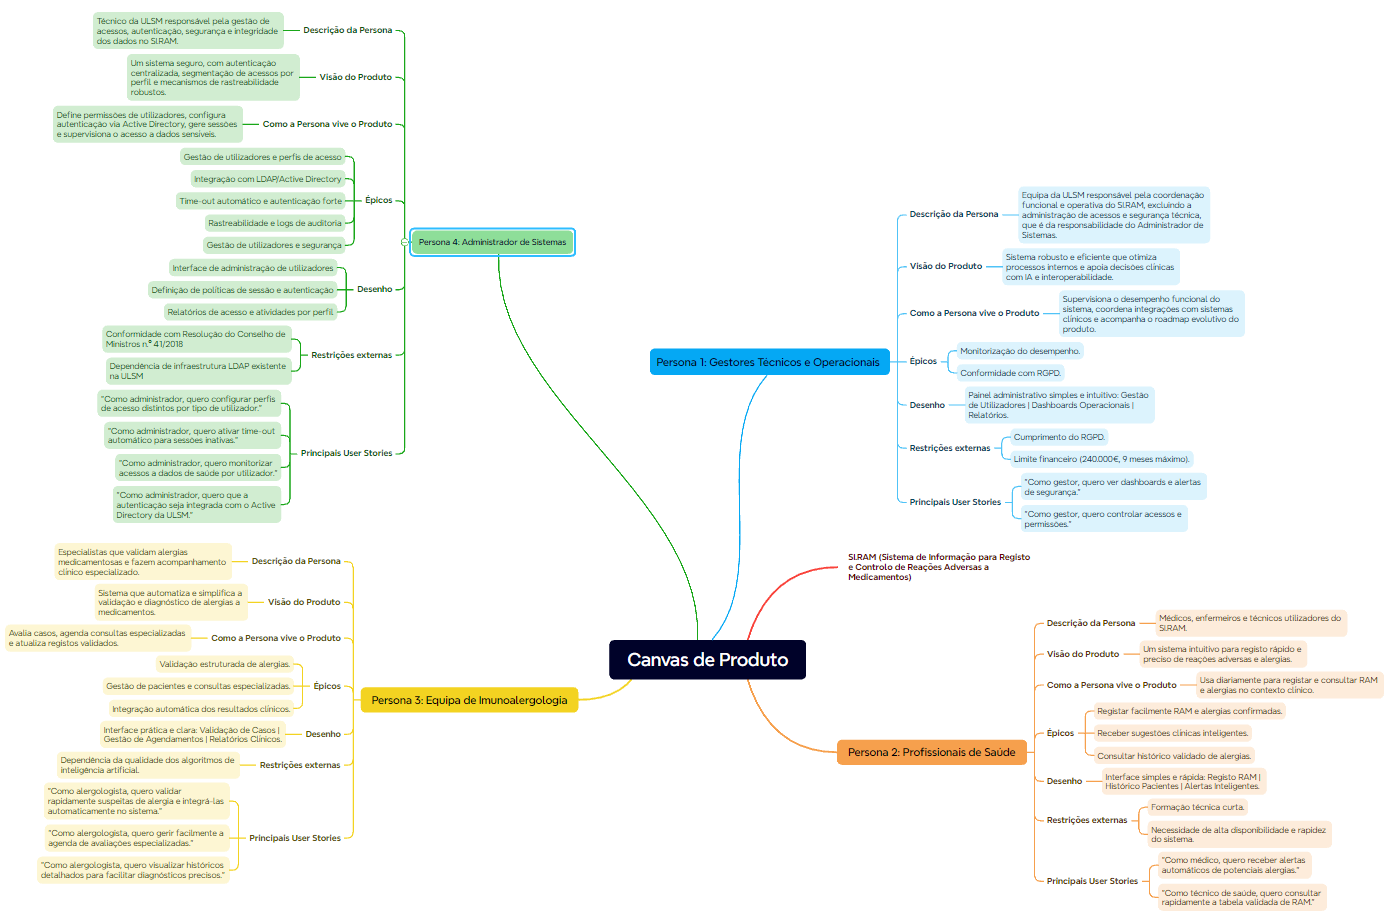 Canvas de Produto
Persona 4: Administrador de Sistemas
Descrição da Persona
Técnico da ULSM responsável pela gestão de
acessos, autenticação, segurança e integridade
dos dados no SI.RAM.
Visão do Produto
Um sistema seguro, com autenticação
centralizada, segmentação de acessos por
perfil e mecanismos de rastreabilidade
robustos.
Como a Persona vive o Produto
Define permissões de utilizadores, configura
autenticação via Active Directory, gere sessões
e supervisiona o acesso a dados sensíveis.
Épicos
Gestão de utilizadores e perfis de acesso
Integração com LDAP/Active Directory
Time-out automático e autenticação forte
Rastreabilidade e logs de auditoria
Gestão de utilizadores e segurança
Desenho
Interface de administração de utilizadores
Definição de políticas de sessão e autenticação
Relatórios de acesso e atividades por perfil
Restrições externas
Conformidade com Resolução do Conselho de
Ministros n.º 41/2018
Dependência de infraestrutura LDAP existente
na ULSM
Principais User Stories
"Como administrador, quero configurar perfis
de acesso distintos por tipo de utilizador."
"Como administrador, quero ativar time-out
automático para sessões inativas."
"Como administrador, quero monitorizar
acessos a dados de saúde por utilizador."
"Como administrador, quero que a
autenticação seja integrada com o Active
Directory da ULSM."
Persona 1: Gestores Técnicos e Operacionais
Descrição da Persona
Equipa da ULSM responsável pela coordenação
funcional e operativa do SI.RAM, excluindo a
administração de acessos e segurança técnica,
que é da responsabilidade do Administrador de
Sistemas.
Visão do Produto
Sistema robusto e eficiente que otimiza
processos internos e apoia decisões clínicas
com IA e interoperabilidade.
Como a Persona vive o Produto
Supervisiona o desempenho funcional do
sistema, coordena integrações com sistemas
clínicos e acompanha o roadmap evolutivo do
produto.
Épicos
Monitorização do desempenho.
Conformidade com RGPD.
Desenho
Painel administrativo simples e intuitivo: Gestão
de Utilizadores | Dashboards Operacionais |
Relatórios.
Restrições externas
Cumprimento do RGPD.
Limite financeiro (240.000€, 9 meses máximo).
Principais User Stories
"Como gestor, quero ver dashboards e alertas
de segurança."
"Como gestor, quero controlar acessos e
permissões."
SI.RAM (Sistema de Informação para Registo
e Controlo de Reações Adversas a
Medicamentos)
Persona 3: Equipa de Imunoalergologia
Descrição da Persona
Especialistas que validam alergias
medicamentosas e fazem acompanhamento
clínico especializado.
Visão do Produto
Sistema que automatiza e simplifica a
validação e diagnóstico de alergias a
medicamentos.
Como a Persona vive o Produto
Avalia casos, agenda consultas especializadas
e atualiza registos validados.
Épicos
Validação estruturada de alergias.
Gestão de pacientes e consultas especializadas.
Integração automática dos resultados clínicos.
Desenho
Interface prática e clara: Validação de Casos |
Gestão de Agendamentos | Relatórios Clínicos.
Restrições externas
Dependência da qualidade dos algoritmos de
inteligência artificial.
Principais User Stories
"Como alergologista, quero validar
rapidamente suspeitas de alergia e integrá-las
automaticamente no sistema."
"Como alergologista, quero gerir facilmente a
agenda de avaliações especializadas."
"Como alergologista, quero visualizar históricos
detalhados para facilitar diagnósticos precisos."
Persona 2: Profissionais de Saúde
Descrição da Persona
Médicos, enfermeiros e técnicos utilizadores do
SI.RAM.
Visão do Produto
Um sistema intuitivo para registo rápido e
preciso de reações adversas e alergias.
Como a Persona vive o Produto
Usa diariamente para registar e consultar RAM
e alergias no contexto clínico.
Épicos
Registar facilmente RAM e alergias confirmadas.
Receber sugestões clínicas inteligentes.
Consultar histórico validado de alergias.
Desenho
Interface simples e rápida: Registo RAM |
Histórico Pacientes | Alertas Inteligentes.
Restrições externas
Formação técnica curta.
Necessidade de alta disponibilidade e rapidez
do sistema.
Principais User Stories
"Como médico, quero receber alertas
automáticos de potenciais alergias."
"Como técnico de saúde, quero consultar
rapidamente a tabela validada de RAM."